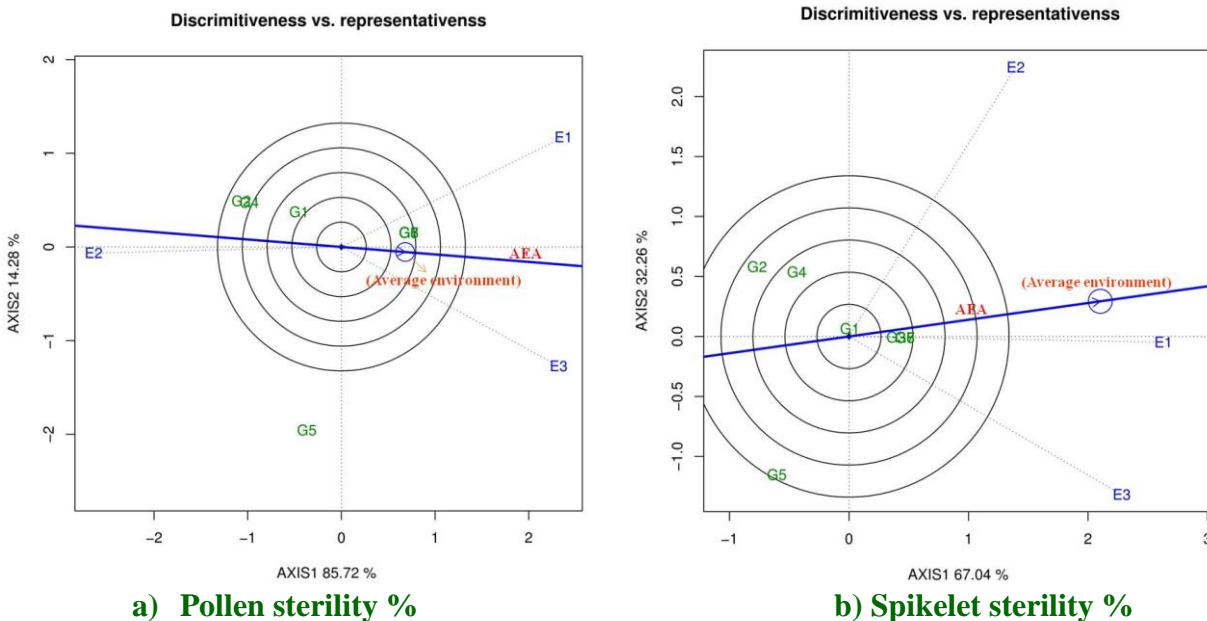 Discrimitiveness vs. representativenss
AXIS2 14.28 %
2
1
0
−1
−2
E1
G1
E2
AEA
(Average environment)
E3
G5
−2 −1 0 1 2
AXIS1 85.72 %
a) Pollen sterility %
Discrimitiveness vs. representativenss
AXIS2 32.26 %
2.0
1.5
1.0
0.5
0.0
−0.5
−1.0
E2
G2
G4
(Average environment)
AEA
G1
E1
G5
E3
−1 0 1 2 3
AXIS1 67.04 %
b) Spikelet sterility %